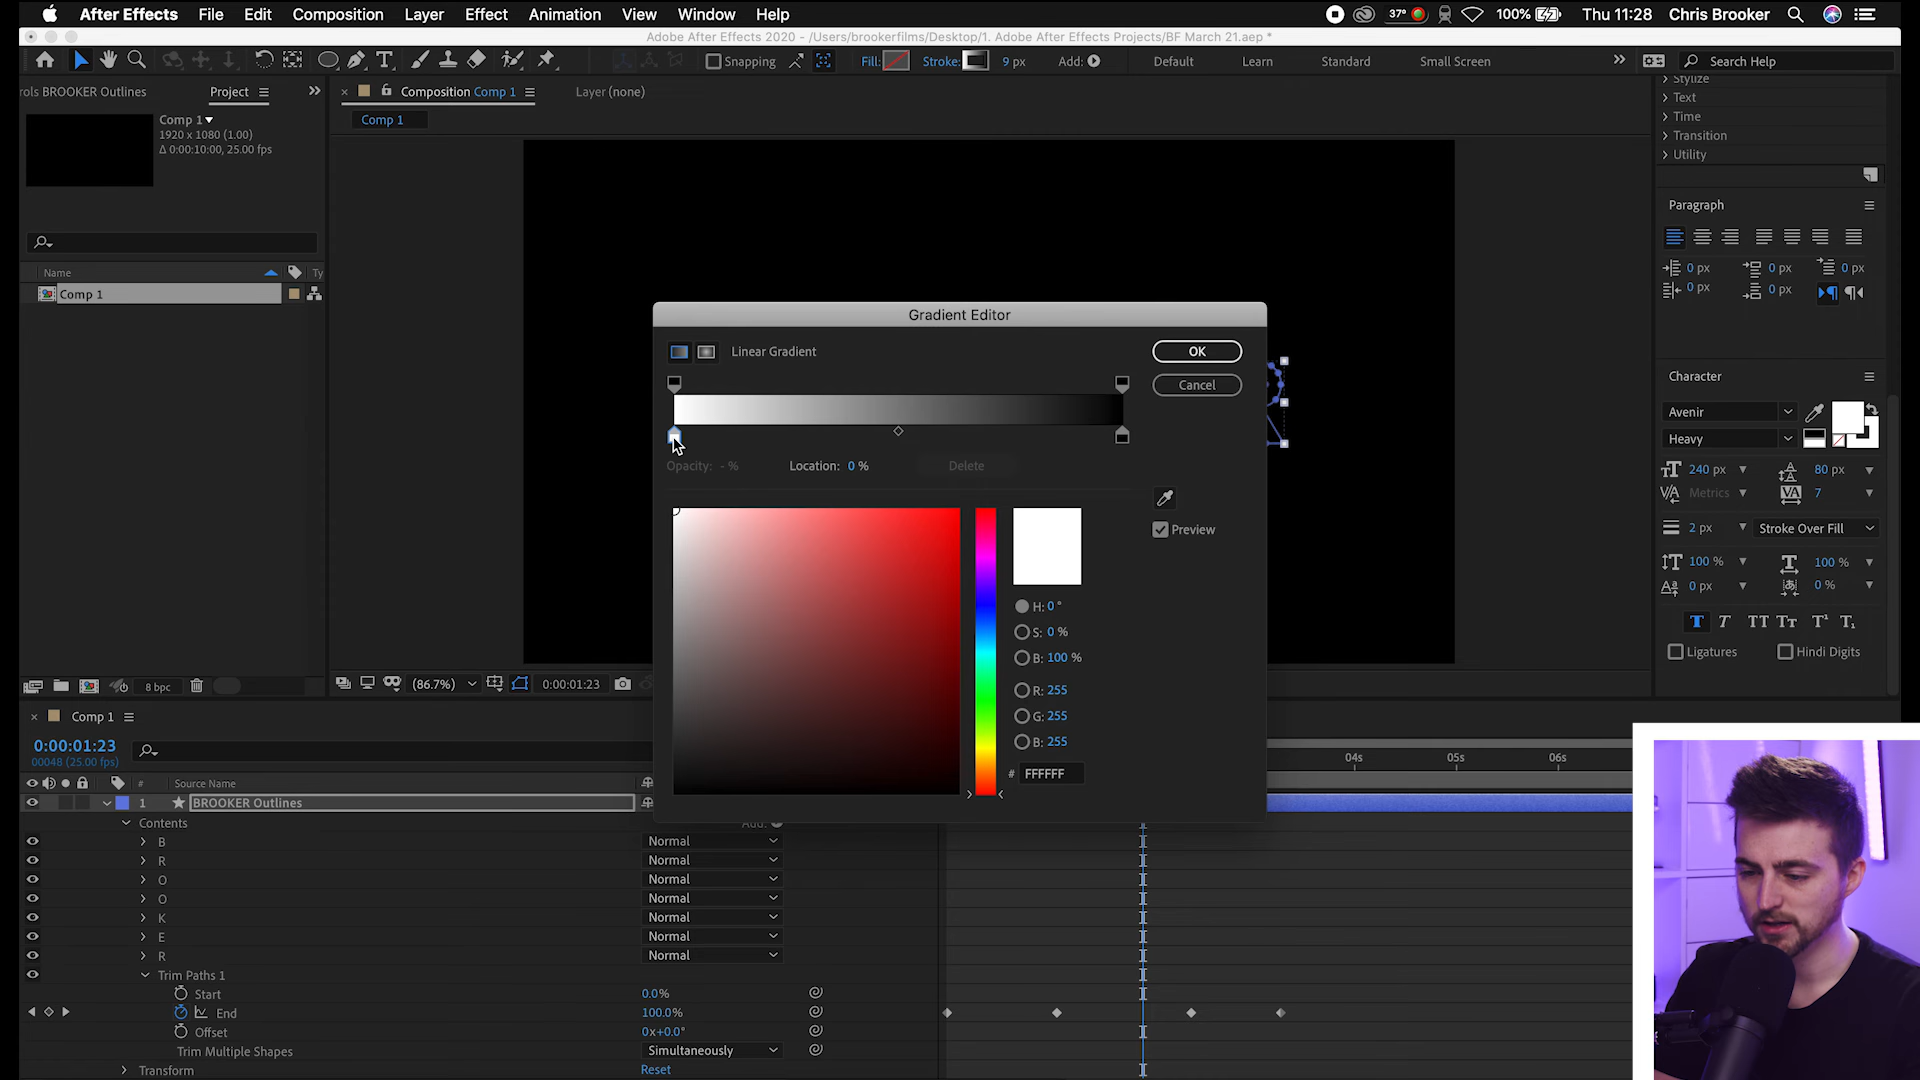 After Effects File Edit Composition Layer Effect Animation View Window Help 37° 100% Thu 11:28 Chris Brooker
Adobe After Effects 2020 - /Users/brookerfilms/Desktop/1. Adobe After Effects Projects/BF March 21.aep *
Snapping Fill: Stroke: 9 px Add: Default Learn Standard Small Screen Search Help
rols BROOKER Outlines Project Composition Comp 1 Layer (none)
Comp 1
1920 x 1080 (1.00)
Δ 0:00:10:00, 25.00 fps
Comp 1
Name Ty
Comp 1
8 bpc
(86.7%) 0:00:01:23
Stylize
Text
Time
Transition
Utility
Paragraph
0 px 0 px 0 px
0 px 0 px
Character
Avenir
Heavy
240 px 80 px
Metrics 7
2 px Stroke Over Fill
100 % 100 %
0 px 0 %
T T TT Tт T¹ T₁
Ligatures Hindi Digits
Gradient Editor
Linear Gradient
OK
Cancel
Opacity: - % Location: 0 % Delete
Preview
H: 0 °
S: 0 %
B: 100 %
R: 255
G: 255
B: 255
# FFFFFF
Comp 1
0:00:01:23
00048 (25.00 fps)
04s 05s 06s
# Source Name
1 BROOKER Outlines
Contents Add:
B Normal
R Normal
O Normal
O Normal
K Normal
E Normal
R Normal
Trim Paths 1
Start 0.0%
End 100.0%
Offset 0x+0.0°
Trim Multiple Shapes Simultaneously
Transform Reset